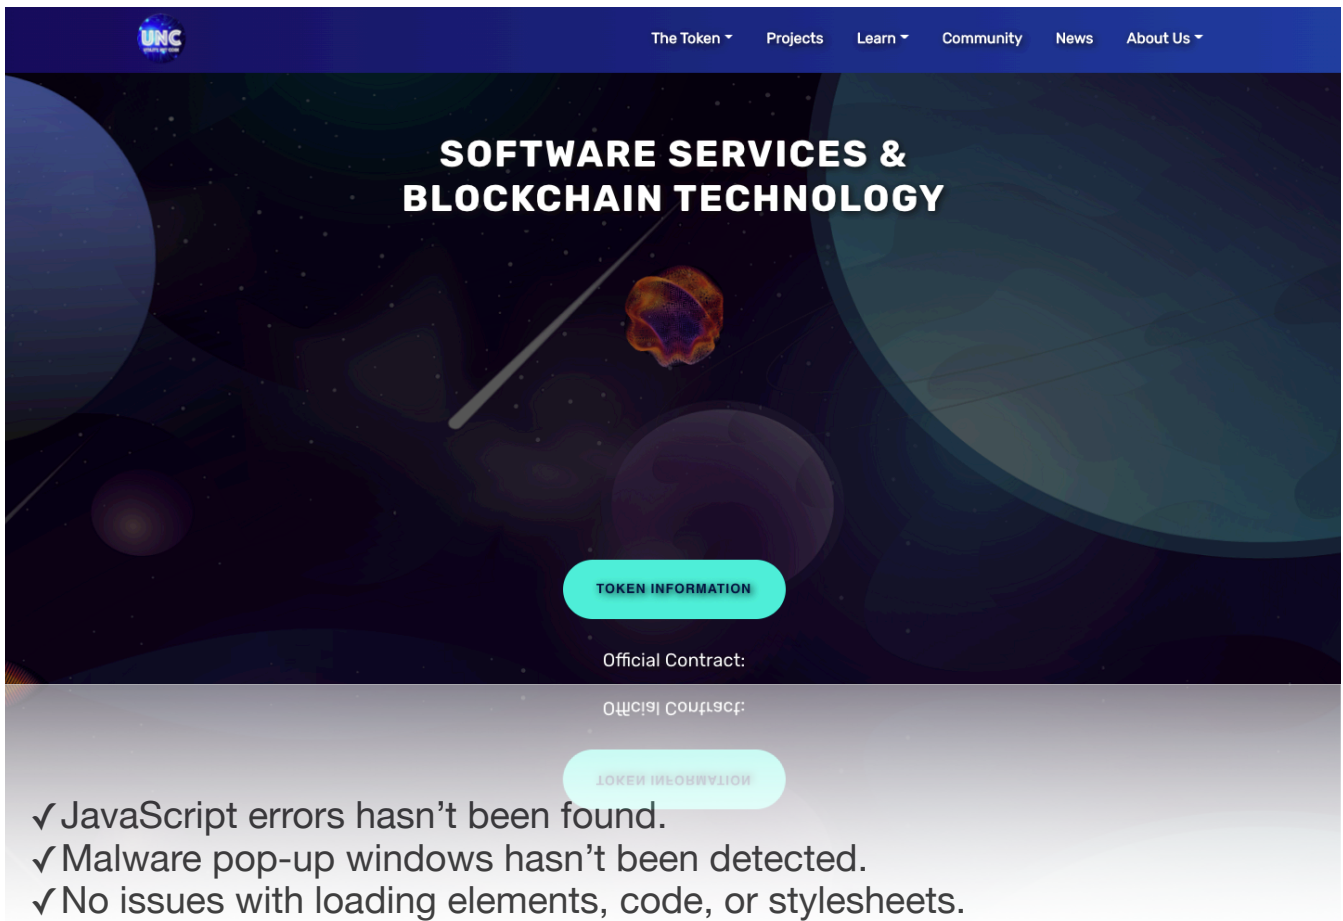 UNC
The Token Projects Learn Community News About Us
SOFTWARE SERVICES &
BLOCKCHAIN TECHNOLOGY
TOKEN INFORMATION
Official Contract:
Official Contract:
TOKEN INFORMATION
✓JavaScript errors hasn’t been found.
✓Malware pop-up windows hasn’t been detected.
✓No issues with loading elements, code, or stylesheets.